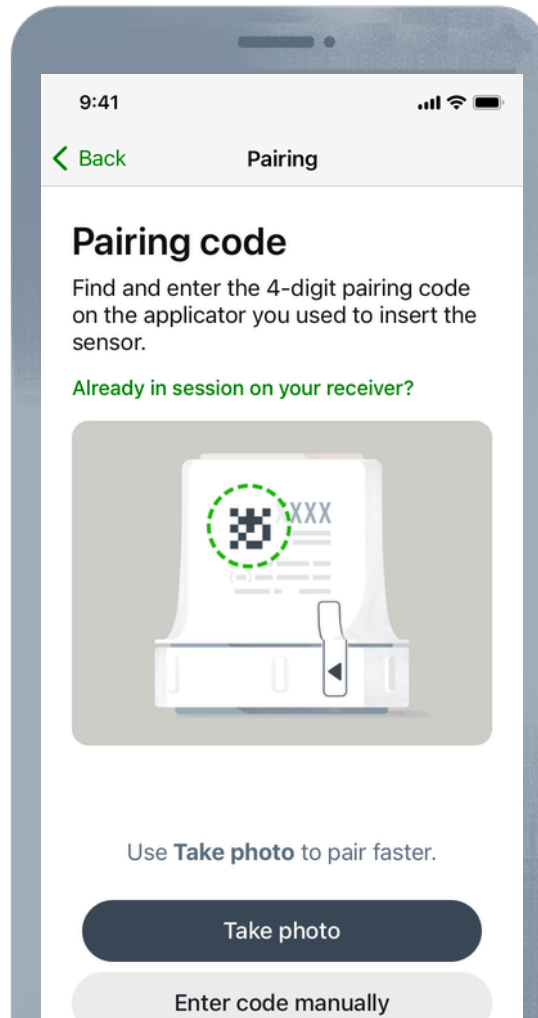 9:41
Back
Pairing
Pairing code
Find and enter the 4-digit pairing code
on the applicator you used to insert the
sensor.
Already in session on your receiver?
XXXX
Use Take photo to pair faster.
Take photo
Enter code manually